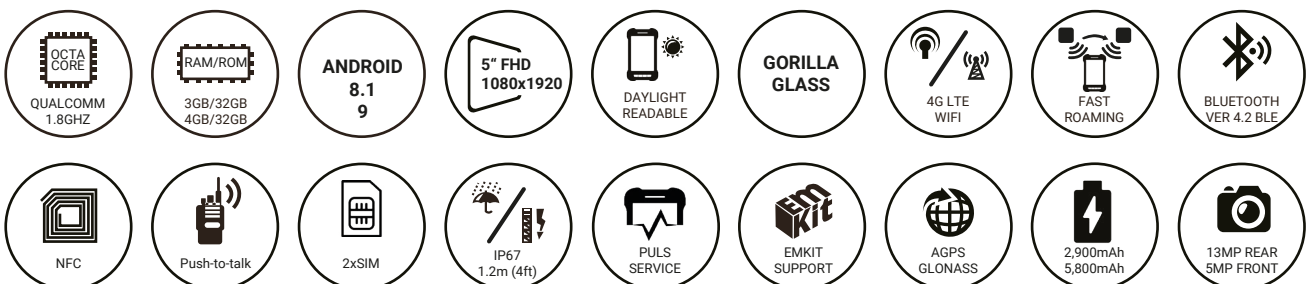 OCTA
CORE
QUALCOMM
1.8GHZ
RAM/ROM
3GB/32GB
4GB/32GB
ANDROID
8.1
9
5“ FHD
1080x1920
DAYLIGHT
READABLE
GORILLA
GLASS
4G LTE
WIFI
FAST
ROAMING
BLUETOOTH
VER 4.2 BLE
NFC
Push-to-talk
2xSIM
IP67
1.2m (4ft)
PULS
SERVICE
Em
Kit
EMKIT
SUPPORT
AGPS
GLONASS
2,900mAh
5,800mAh
13MP REAR
5MP FRONT